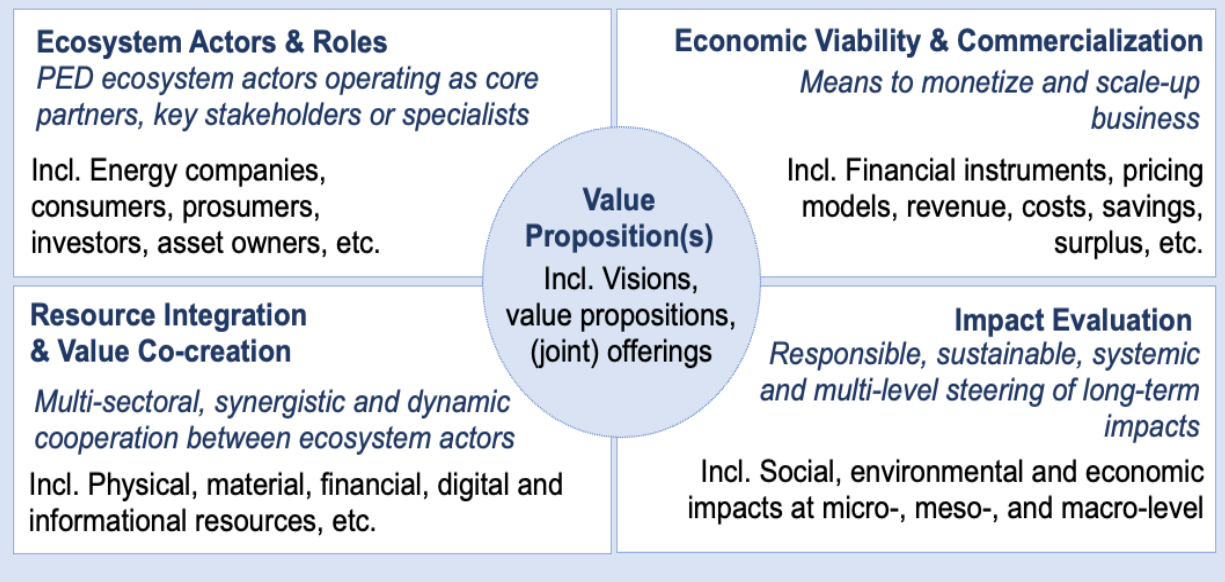 Ecosystem Actors & Roles
PED ecosystem actors operating as core
partners, key stakeholders or specialists
Incl. Energy companies,
consumers, prosumers,
investors, asset owners, etc.
Economic Viability & Commercialization
Means to monetize and scale-up
business
Incl. Financial instruments, pricing
models, revenue, costs, savings,
surplus, etc.
Value
Proposition(s)
Incl. Visions,
value propositions,
(joint) offerings
Resource Integration
& Value Co-creation
Multi-sectoral, synergistic and dynamic
cooperation between ecosystem actors
Incl. Physical, material, financial, digital and
informational resources, etc.
Impact Evaluation
Responsible, sustainable, systemic
and multi-level steering of long-term
impacts
Incl. Social, environmental and economic
impacts at micro-, meso-, and macro-level